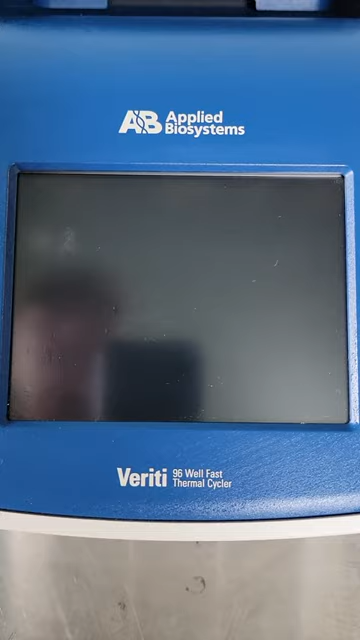 AB Applied
Biosystems
Veriti 96 Well Fast
Thermal Cycler